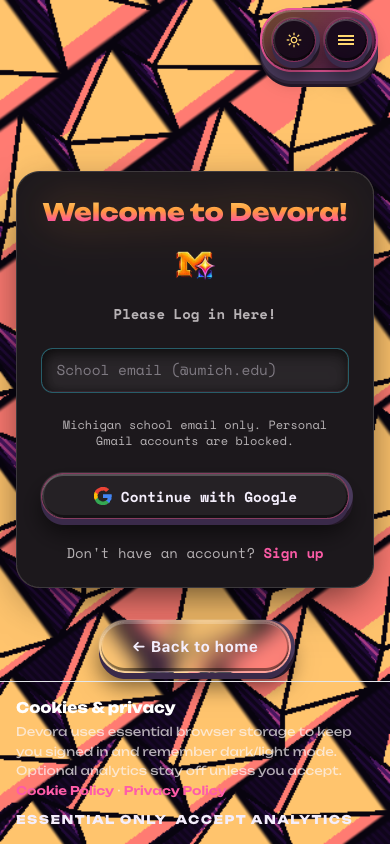 Welcome to Devora!
M
Please Log in Here!
School email (@umich.edu)
Michigan school email only. Personal
Gmail accounts are blocked.
Continue with Google
Don't have an account? Sign up
← Back to home
Cookies & privacy
Devora uses essential browser storage to keep
you signed in and remember dark/light mode.
Optional analytics stay off unless you accept.
Cookie Policy · Privacy Policy
ESSENTIAL ONLY ACCEPT ANALYTICS